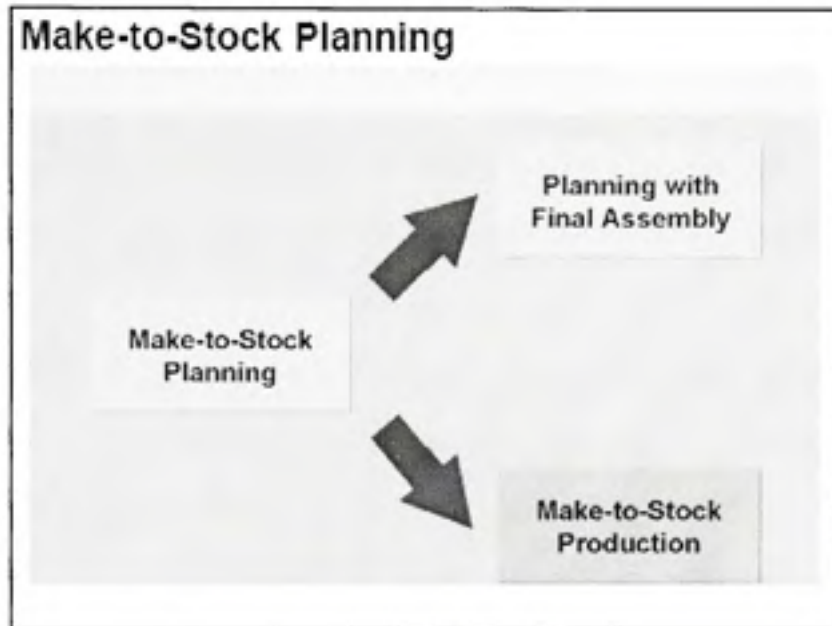 Make-to-Stock Planning
Planning with
Final Assembly
Make-to-Stock
Planning
Make-to-Stock
Production